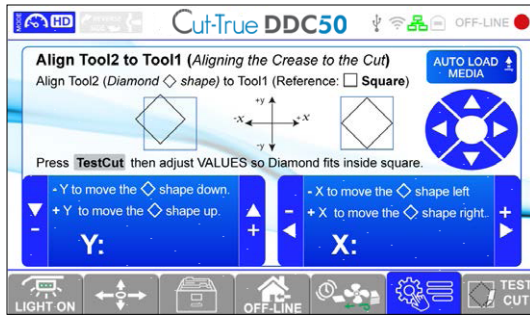 MODE HD Cut-True DDC50 OFF-LINE
Align Tool2 to Tool1 (Aligning the Crease to the Cut)
Align Tool2 (Diamond ◇ shape) to Tool1 (Reference: □ Square)
AUTO LOAD
MEDIA
+y
-x +x
-y
Press TestCut then adjust VALUES so Diamond fits inside square.
- Y to move the ◇ shape down.
+ Y to move the ◇ shape up.
-
+
Y:
- X to move the ◇ shape left
+ X to move the ◇ shape right.
-
+
X:
LIGHT ON
OFF-LINE
TEST
CUT